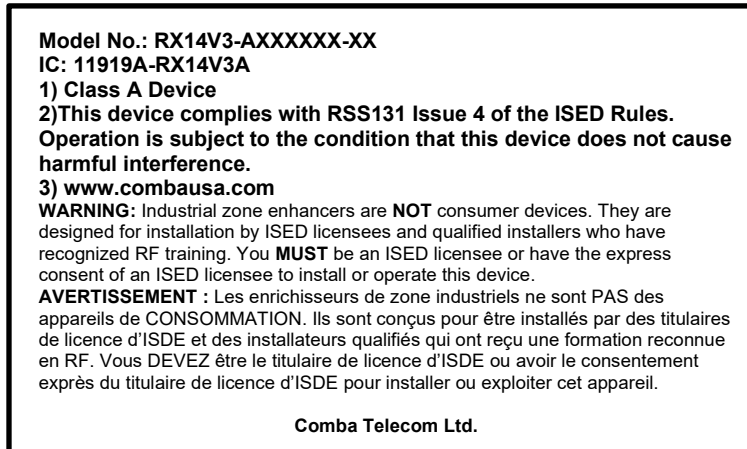 Model No.: RX14V3-AXXXXXX-XX
IC: 11919A-RX14V3A
1) Class A Device
2)This device complies with RSS131 Issue 4 of the ISED Rules.
Operation is subject to the condition that this device does not cause
harmful interference.
3) www.combausa.com
WARNING: Industrial zone enhancers are NOT consumer devices. They are
designed for installation by ISED licensees and qualified installers who have
recognized RF training. You MUST be an ISED licensee or have the express
consent of an ISED licensee to install or operate this device.
AVERTISSEMENT : Les enrichisseurs de zone industriels ne sont PAS des
appareils de CONSOMMATION. Ils sont conçus pour être installés par des titulaires
de licence d’ISDE et des installateurs qualifiés qui ont reçu une formation reconnue
en RF. Vous DEVEZ être le titulaire de licence d’ISDE ou avoir le consentement
exprès du titulaire de licence d’ISDE pour installer ou exploiter cet appareil.
Comba Telecom Ltd.